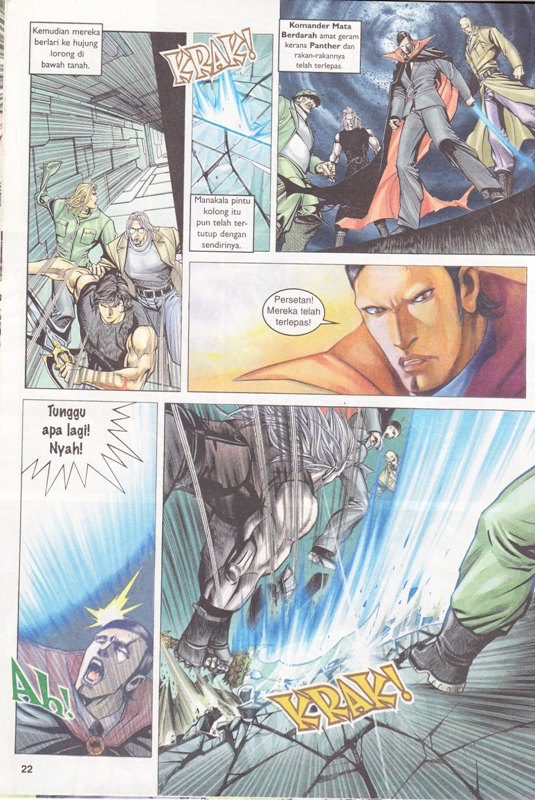 Kemudian mereka
berlari ke hujung
lorong di
bawah tanah.
KRAK!
Manakala pintu
kolong itu
pun telah ter-
tutup dengan
sendirinya.
Komander Mata
Berdarah amat geram
kerana Panther dan
rakan-rakannya
telah terlepas.
Persetan!
Mereka telah
terlepas!
Tunggu
apa lagi!
Nyah!
Ah!
KRAK!
22